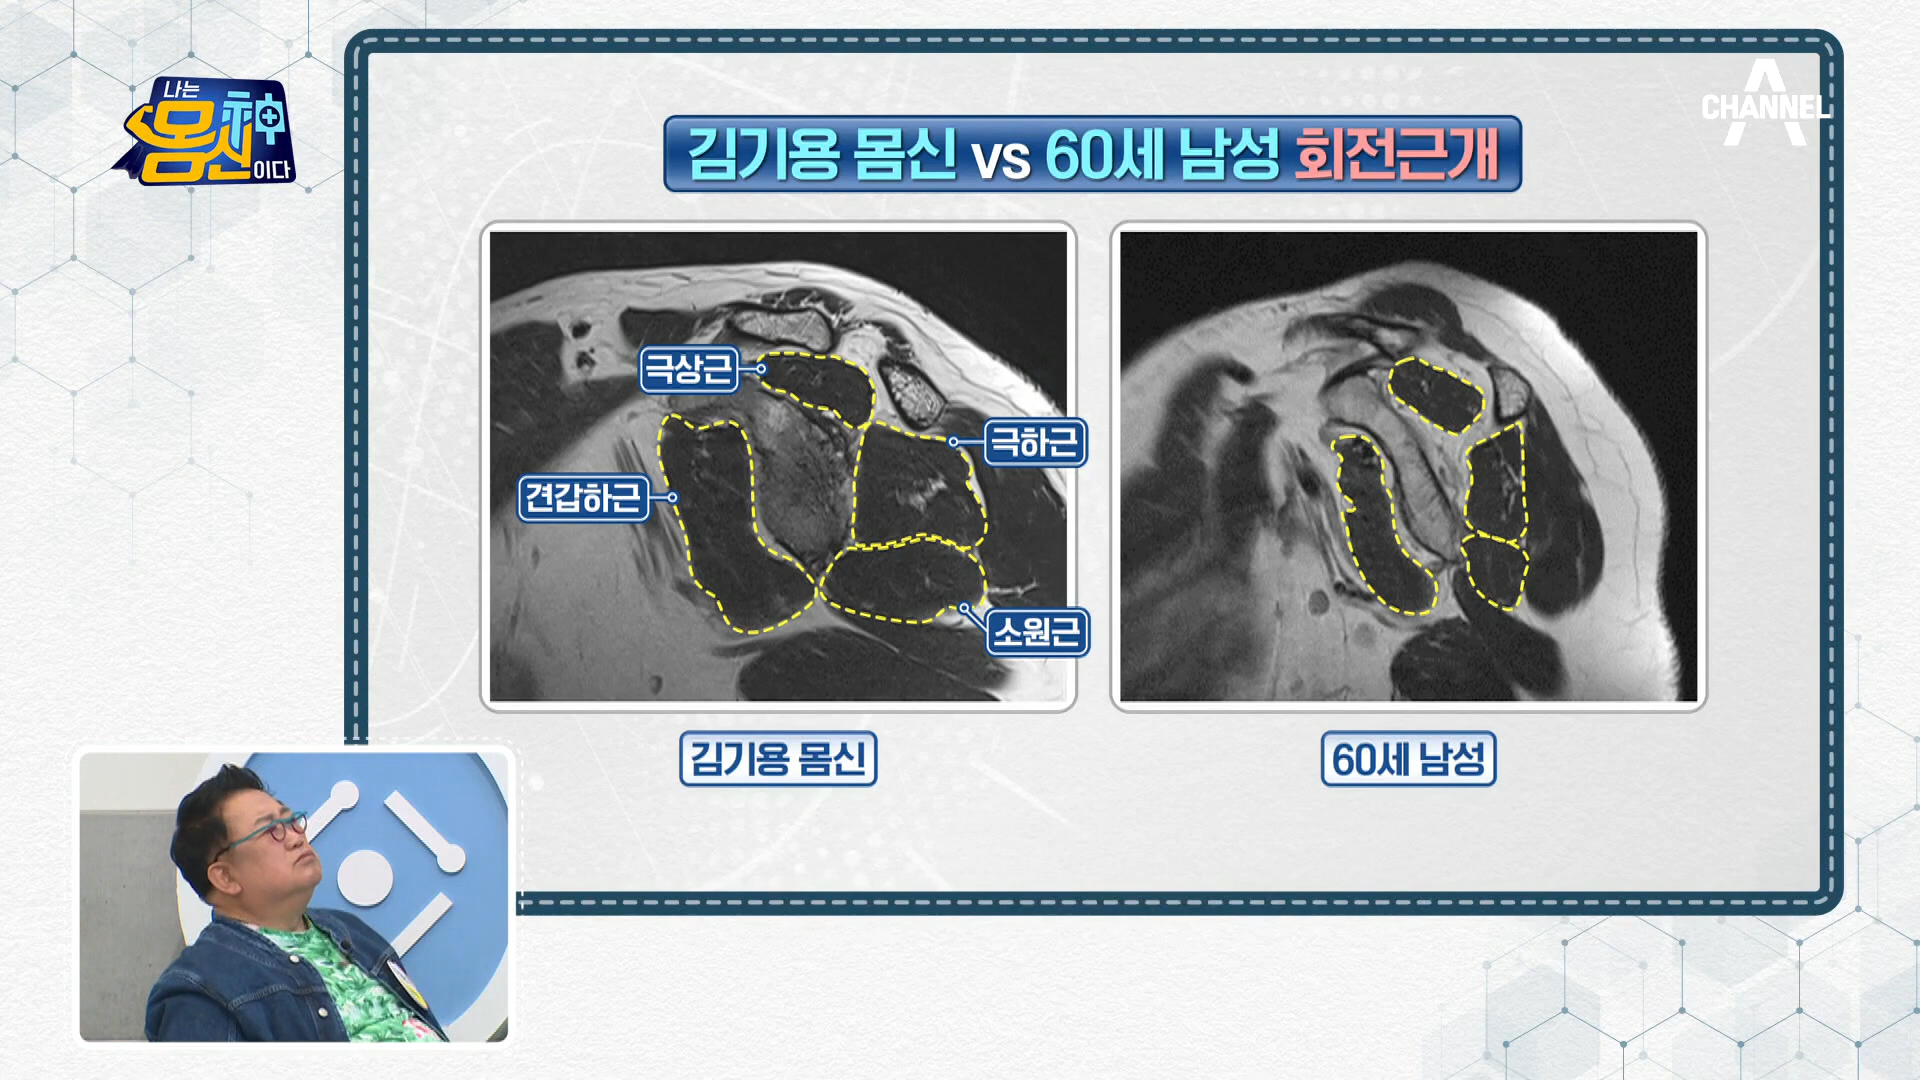 나는
몸신神이다
CHANNEL A
김기용 몸신 vs 60세 남성 회전근개
극상근
극하근
견갑하근
소원근
김기용 몸신
60세 남성